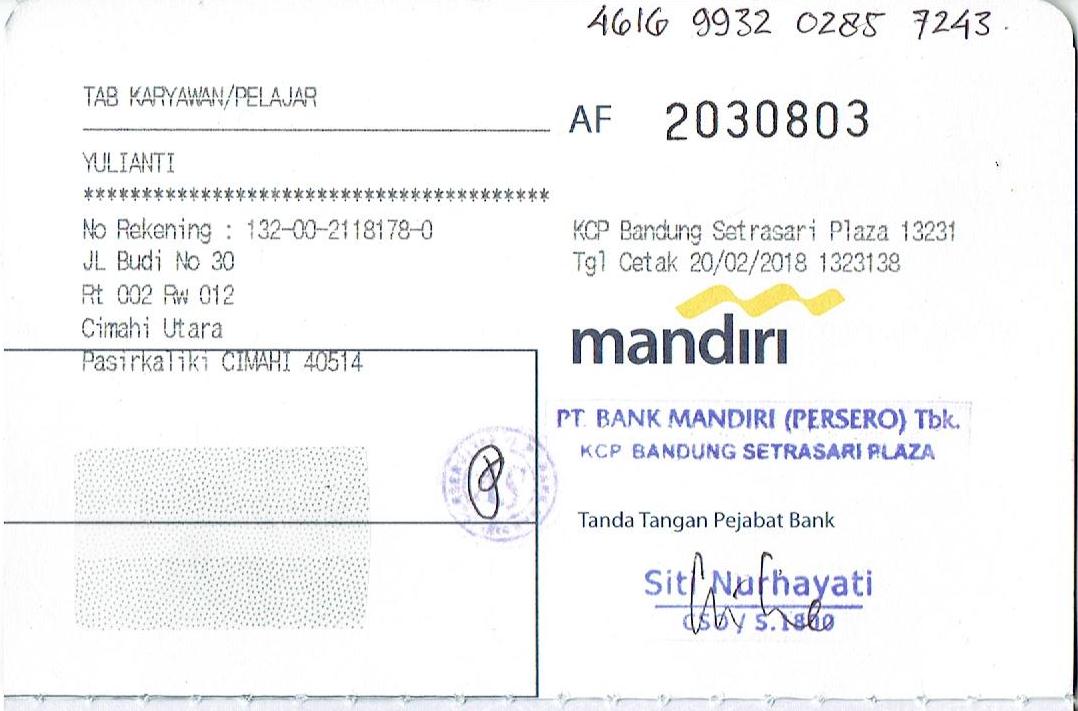 4616 9932 0285 7243.
TAB KARYAWAN/PELAJAR
AF 2030803
YULIANTI
****************************************
No Rekening : 132-00-2118178-0
JL Budi No 30
Rt 002 Rw 012
Cimahi Utara
Pasirkaliki CIMAHI 40514
KCP Bandung Setrasari Plaza 13231
Tgl Cetak 20/02/2018 1323138
mandiri
PT. BANK MANDIRI (PERSERO) Tbk.
KCP BANDUNG SETRASARI PLAZA
Tanda Tangan Pejabat Bank
Siti Nurhayati